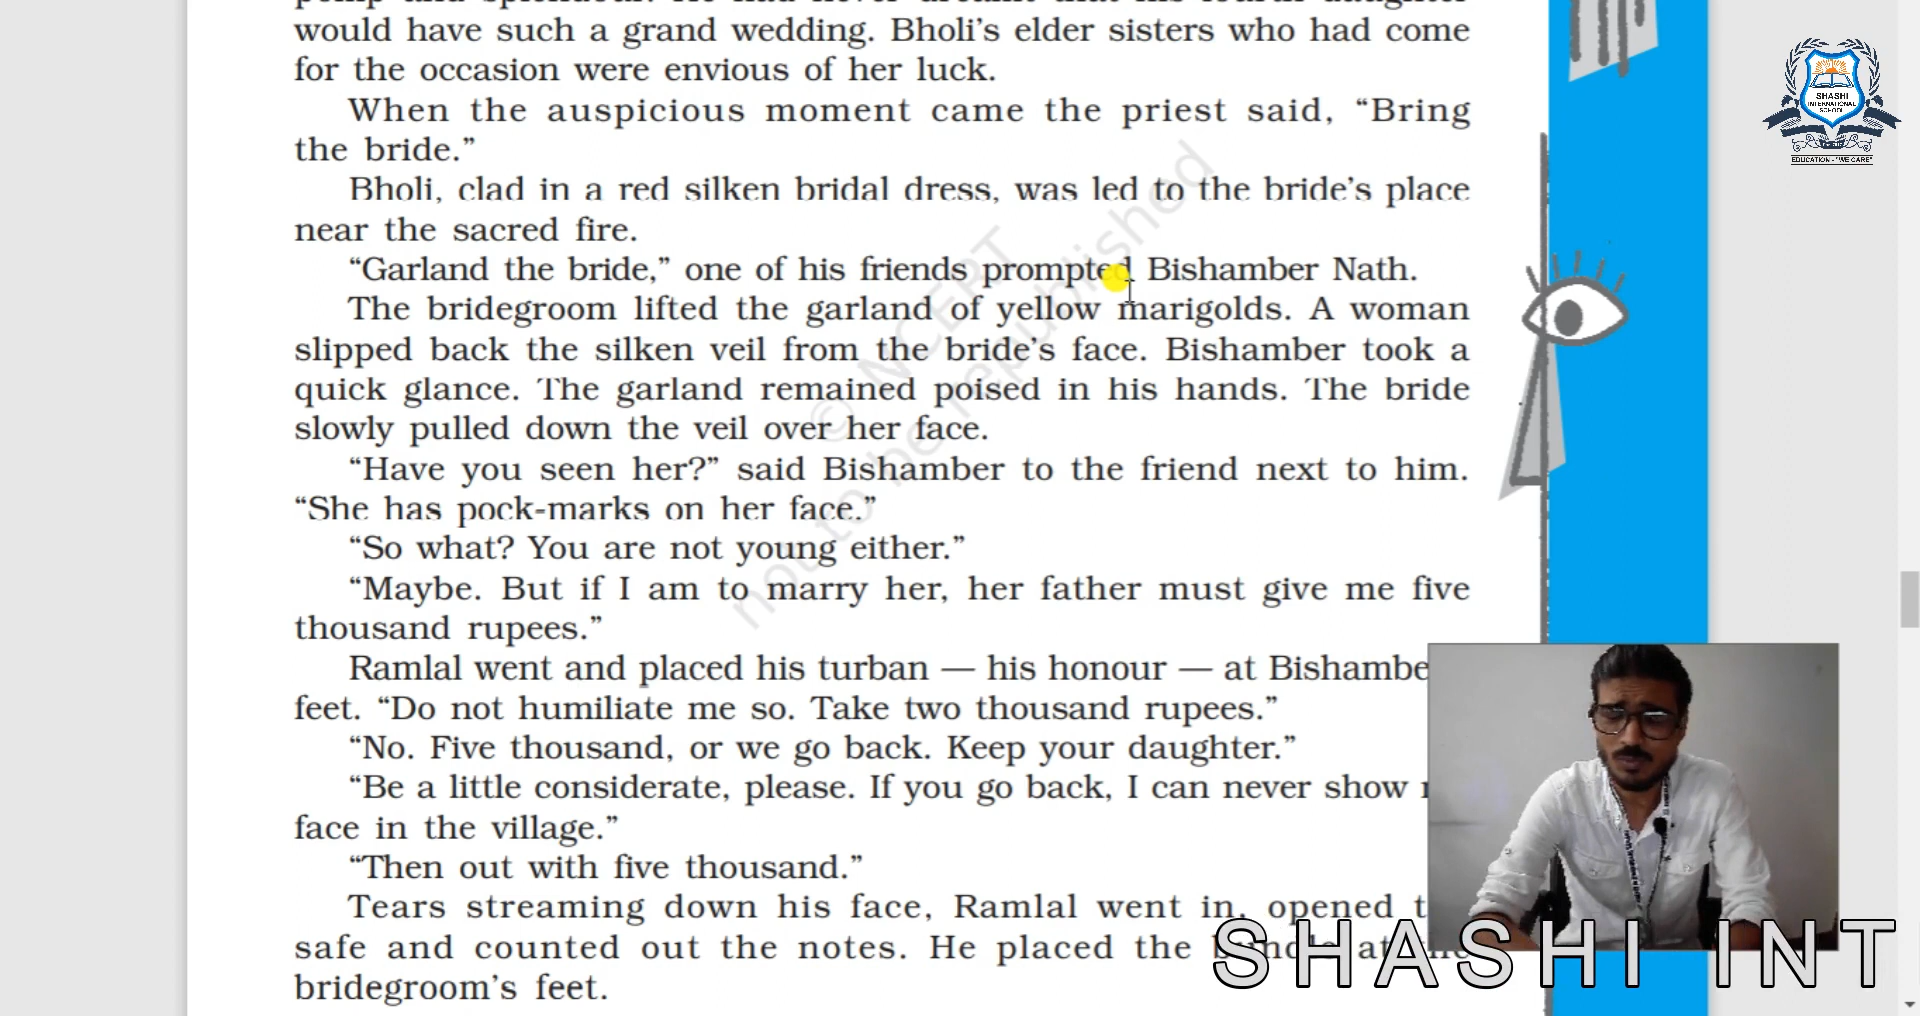 would have such a grand wedding. Bholi’s elder sisters who had come
for the occasion were envious of her luck.
When the auspicious moment came the priest said, “Bring
the bride.”
Bholi, clad in a red silken bridal dress, was led to the bride’s place
near the sacred fire.
“Garland the bride,” one of his friends prompted Bishamber Nath.
The bridegroom lifted the garland of yellow marigolds. A woman
slipped back the silken veil from the bride’s face. Bishamber took a
quick glance. The garland remained poised in his hands. The bride
slowly pulled down the veil over her face.
“Have you seen her?” said Bishamber to the friend next to him.
“She has pock-marks on her face.”
“So what? You are not young either.”
“Maybe. But if I am to marry her, her father must give me five
thousand rupees.”
Ramlal went and placed his turban — his honour — at Bishambe
feet. “Do not humiliate me so. Take two thousand rupees.”
“No. Five thousand, or we go back. Keep your daughter.”
“Be a little considerate, please. If you go back, I can never show
face in the village.”
“Then out with five thousand.”
Tears streaming down his face, Ramlal went in, opened t
safe and counted out the notes. He placed the at
bridegroom’s feet.
© NCERT
not to be republished
SHASHI
INTERNATIONAL
SCHOOL
EDUCATION - "WE CARE"
SHASHI INT